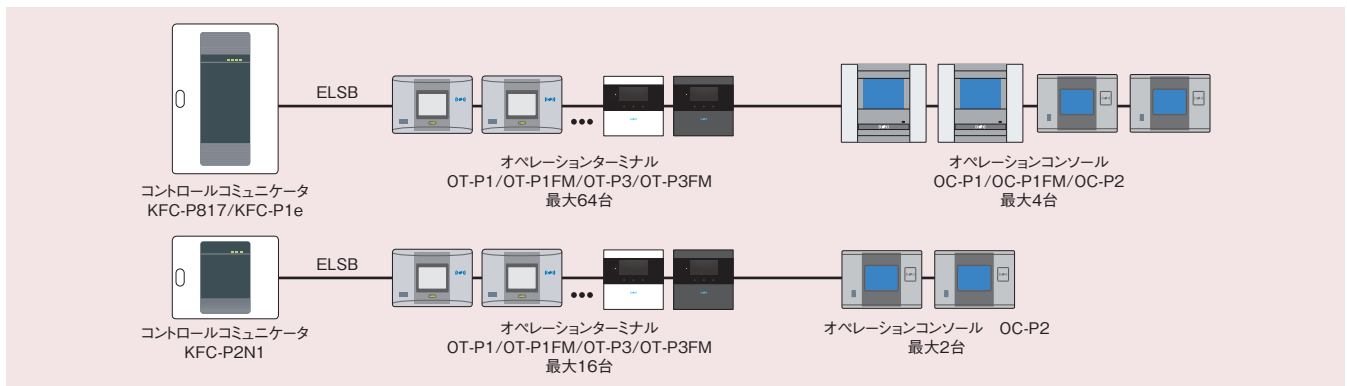 ELSB
コントロールコミュニケータ
KFC-P817/KFC-P1e
オペレーションターミナル
OT-P1/OT-P1FM/OT-P3/OT-P3FM
最大64台
オペレーションコンソール
OC-P1/OC-P1FM/OC-P2
最大4台
ELSB
コントロールコミュニケータ
KFC-P2N1
オペレーションターミナル
OT-P1/OT-P1FM/OT-P3/OT-P3FM
最大16台
オペレーションコンソール OC-P2
最大2台